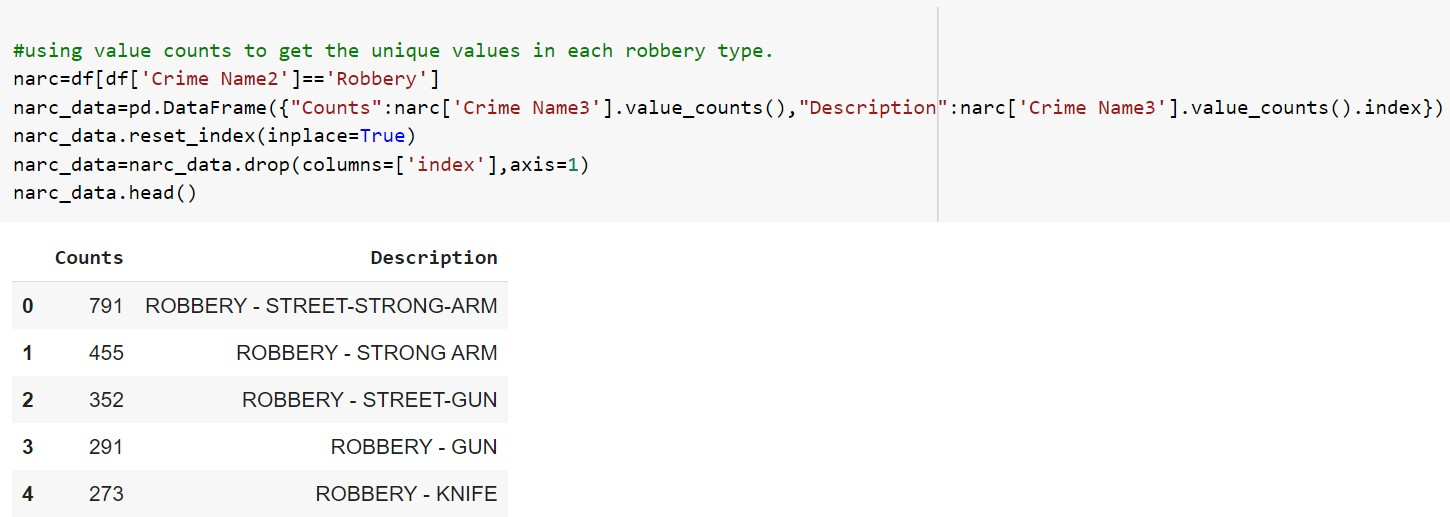 #using value counts to get the unique values in each robbery type.
narc=df[df['Crime Name2']=='Robbery']
narc_data=pd.DataFrame({"Counts":narc['Crime Name3'].value_counts(),"Description":narc['Crime Name3'].value_counts().index})
narc_data.reset_index(inplace=True)
narc_data=narc_data.drop(columns=['index'],axis=1)
narc_data.head()
Counts Description
0 791 ROBBERY - STREET-STRONG-ARM
1 455 ROBBERY - STRONG ARM
2 352 ROBBERY - STREET-GUN
3 291 ROBBERY - GUN
4 273 ROBBERY - KNIFE